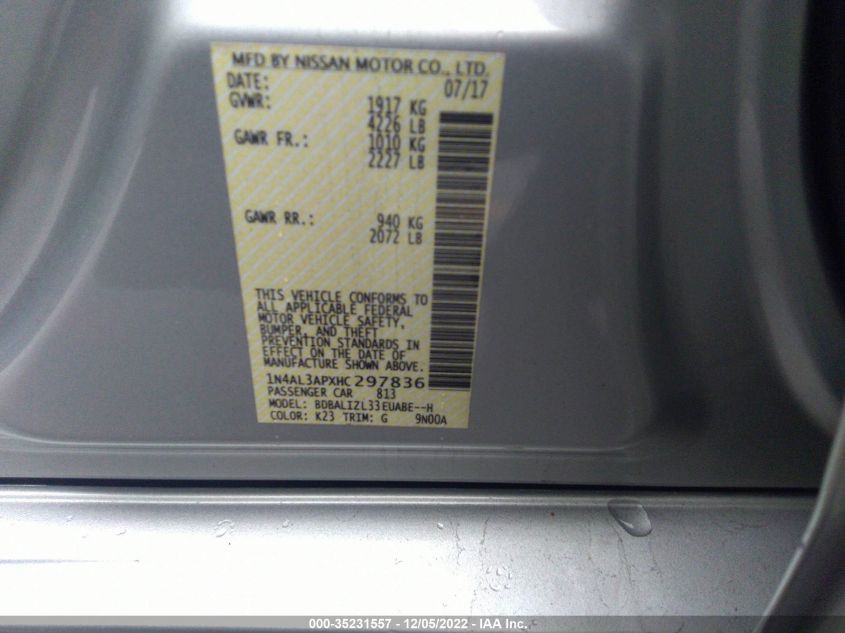 MFD BY NISSAN MOTOR CO., LTD.
DATE: 07/17
GVWR: 1917 KG
4226 LB
GAWR FR.: 1010 KG
2227 LB
GAWR RR.: 940 KG
2072 LB
THIS VEHICLE CONFORMS TO
ALL APPLICABLE FEDERAL
MOTOR VEHICLE SAFETY,
BUMPER, AND THEFT
PREVENTION STANDARDS IN
EFFECT ON THE DATE OF
MANUFACTURE SHOWN ABOVE.
1N4AL3APXHC297836
PASSENGER CAR 813
MODEL: BDBALIZL33EUABE--H
COLOR: K23 TRIM: G 9N00A
000-35231557 - 12/05/2022 - IAA Inc.